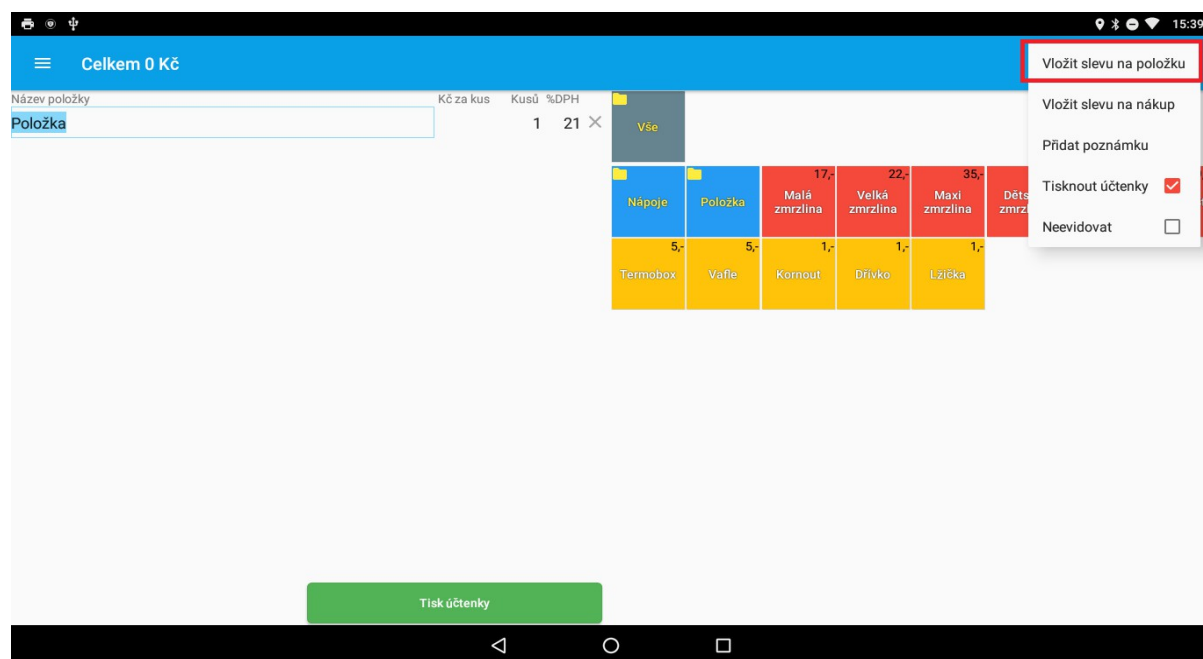 15:39
Celkem 0 Kč
Vložit slevu na položku
Vložit slevu na nákup
Přidat poznámku
Tisknout účtenky
Neevidovat
Název položky Kč za kus Kusů %DPH
Položka 1 21
Vše
Nápoje
Položka
17,-
Malá
zmrzlina
22,-
Velká
zmrzlina
35,-
Maxi
zmrzlina
5,-
Termobox
5,-
Vafle
1,-
Kornout
1,-
Dřívko
1,-
Lžička
Tisk účtenky